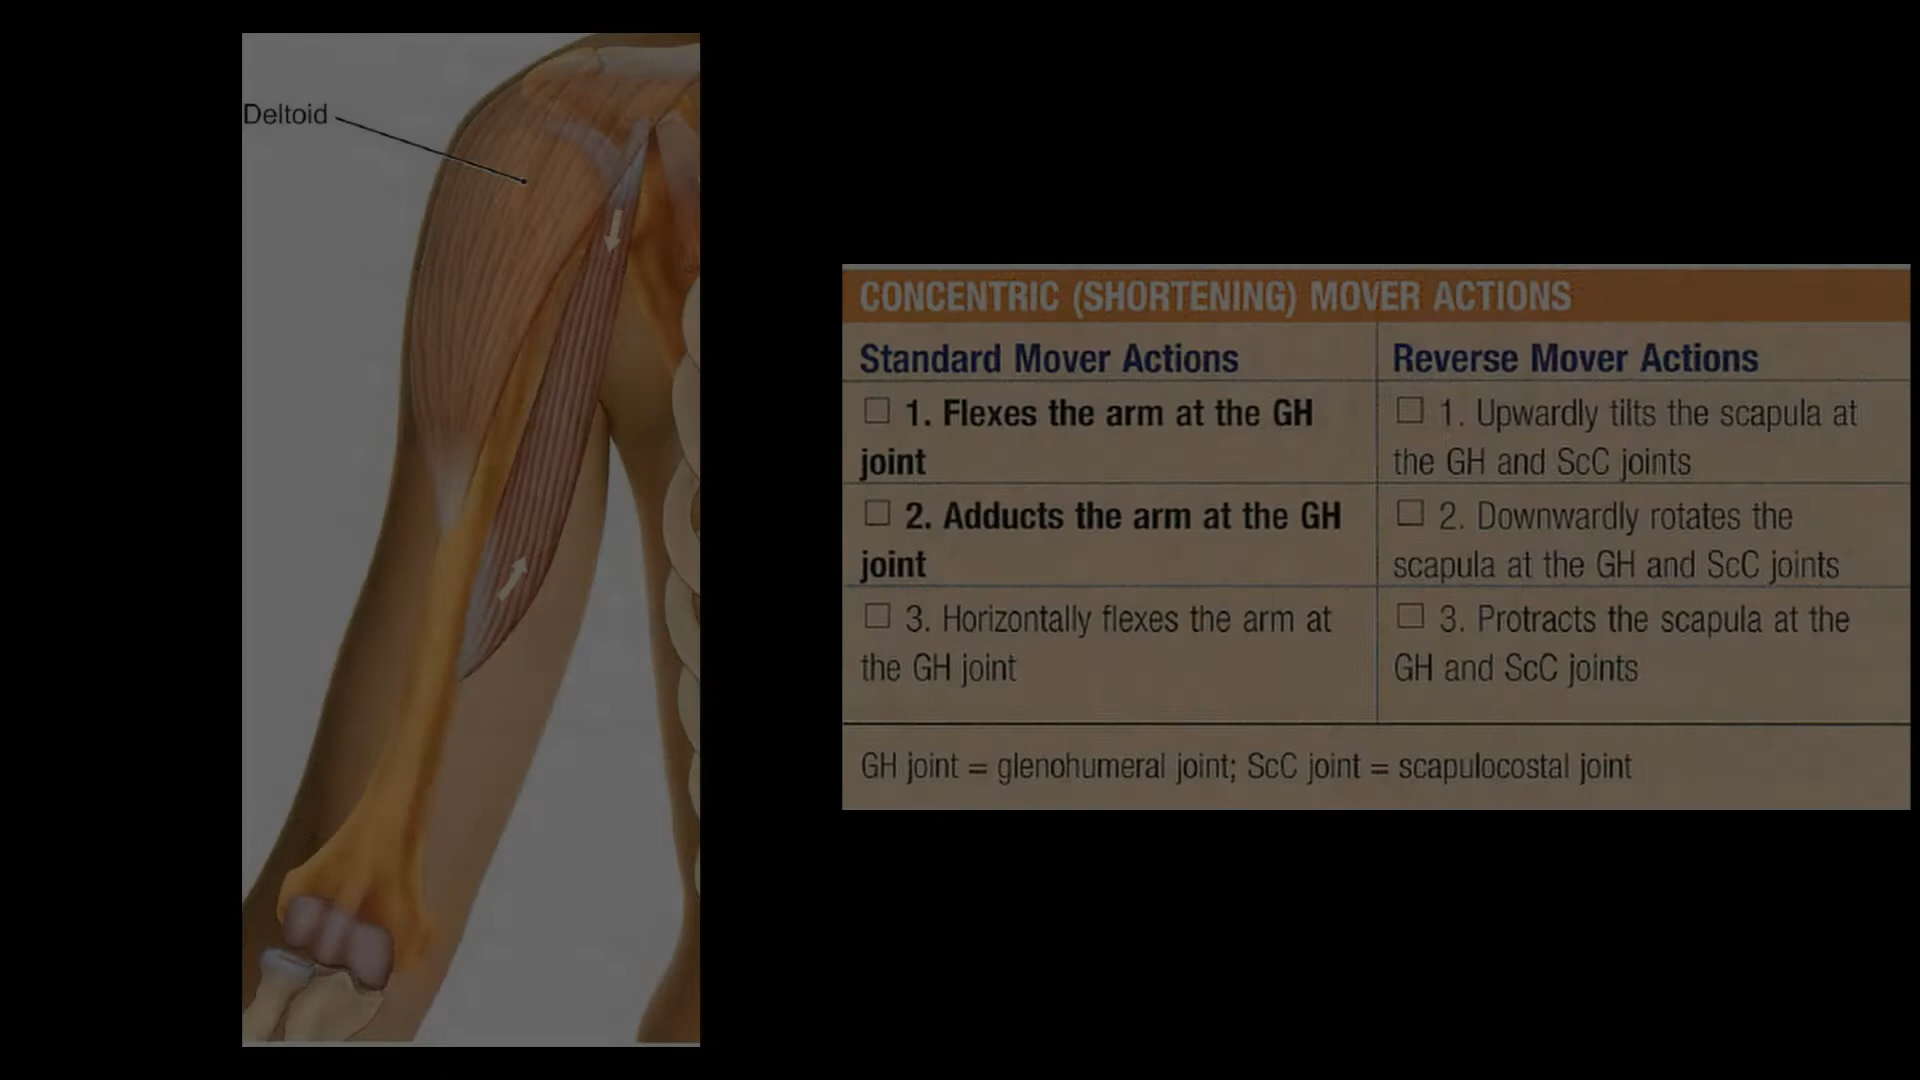 Deltoid
CONCENTRIC (SHORTENING) MOVER ACTIONS
Standard Mover Actions
Reverse Mover Actions
☐ 1. Flexes the arm at the GH
joint
☐ 1. Upwardly tilts the scapula at
the GH and ScC joints
☐ 2. Adducts the arm at the GH
joint
☐ 2. Downwardly rotates the
scapula at the GH and ScC joints
☐ 3. Horizontally flexes the arm at
the GH joint
☐ 3. Protracts the scapula at the
GH and ScC joints
GH joint = glenohumeral joint; ScC joint = scapulocostal joint